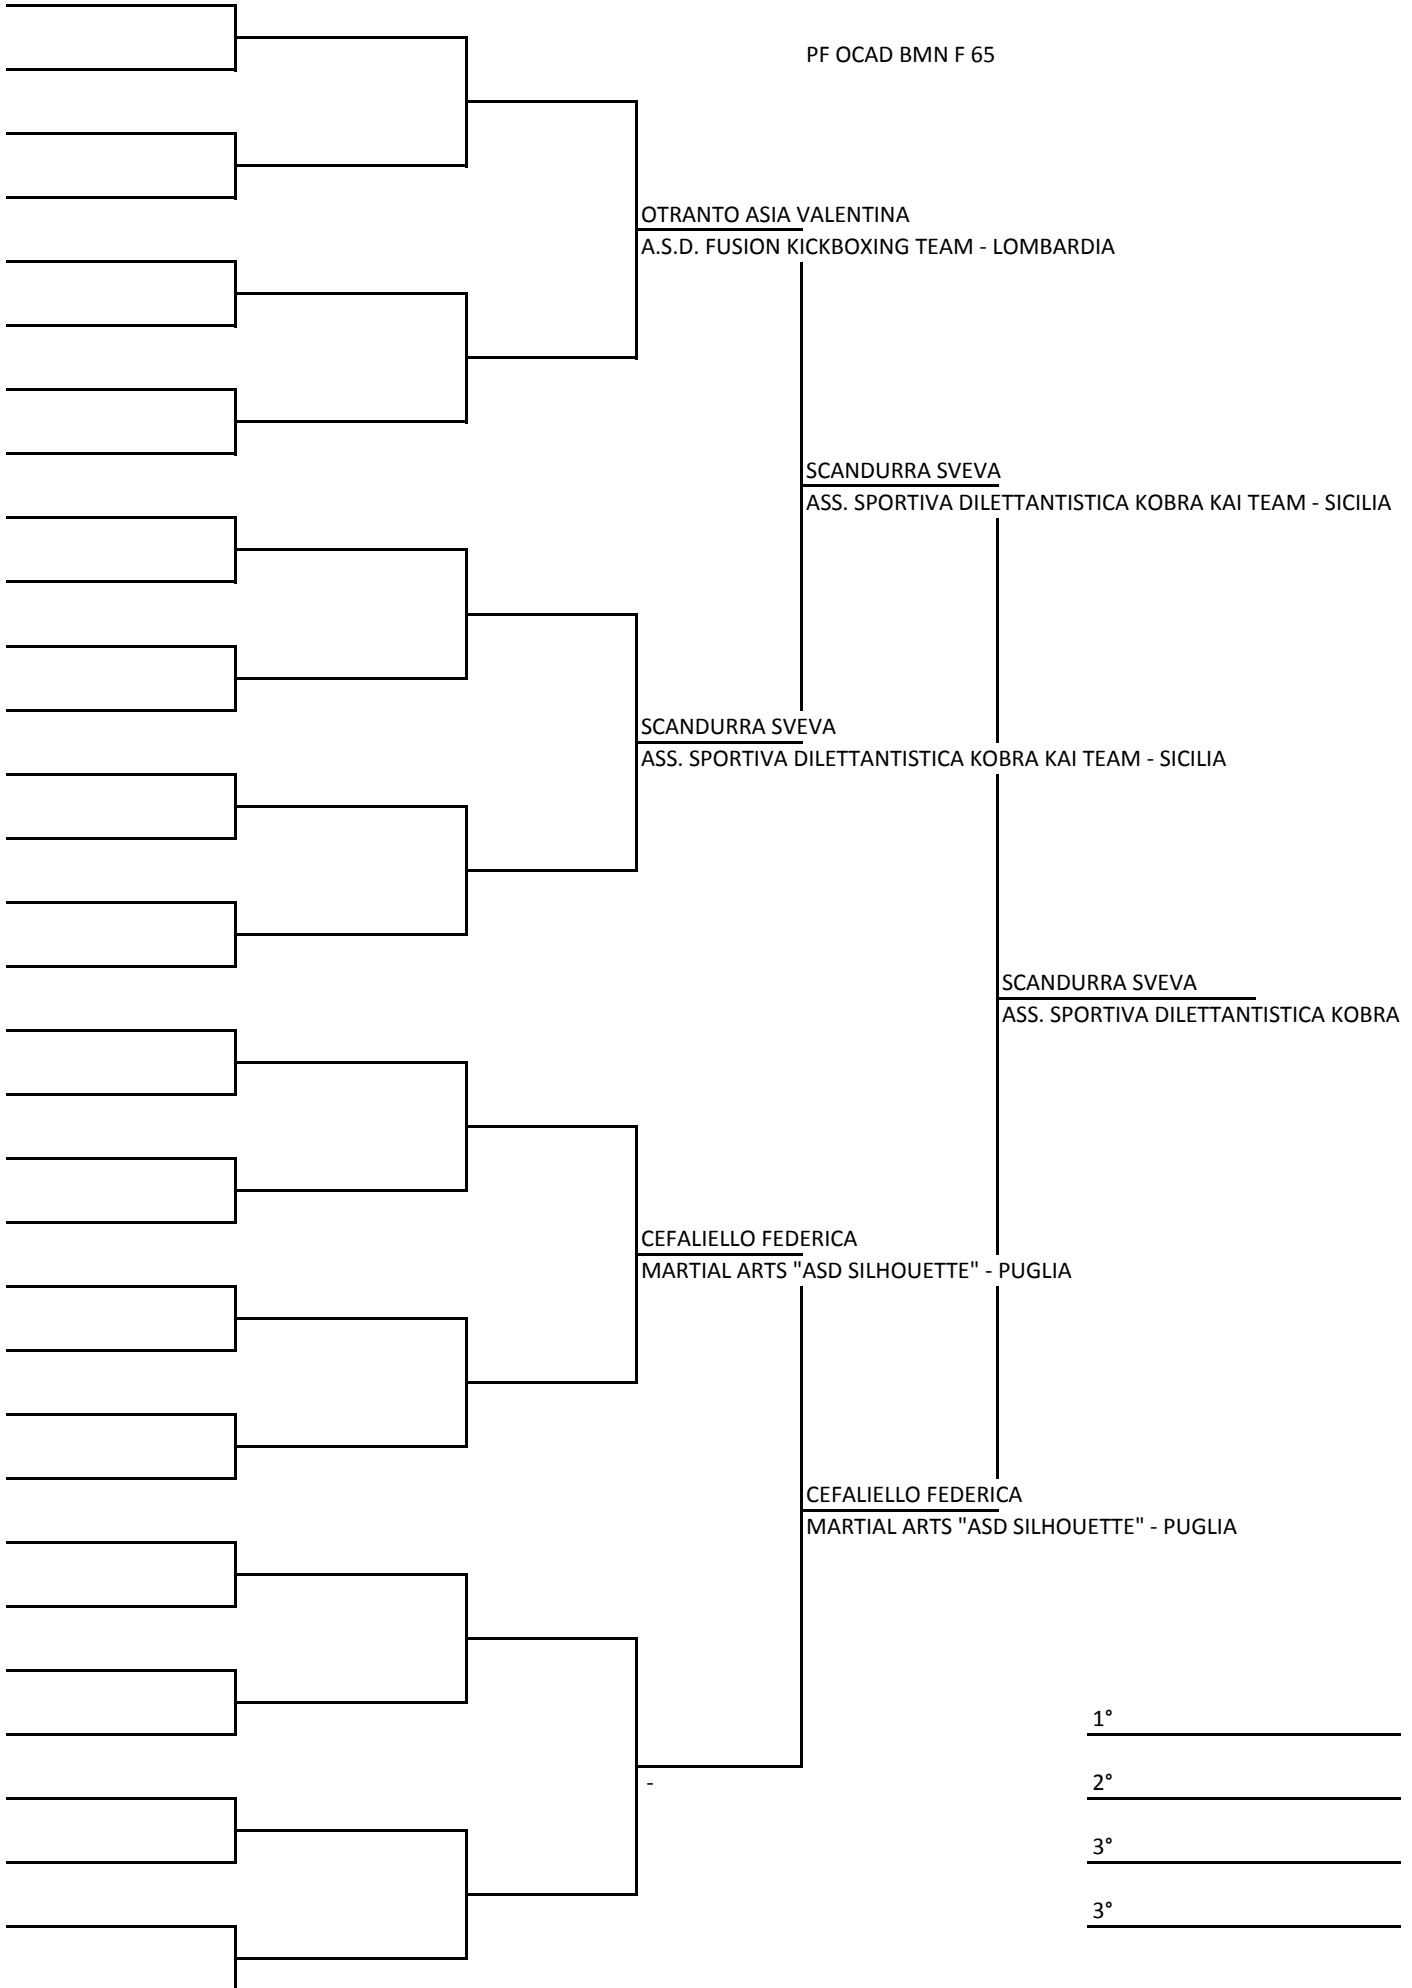 PF OCAD BMN F 65
OTRANTO ASIA VALENTINA
A.S.D. FUSION KICKBOXING TEAM - LOMBARDIA
SCANDURRA SVEVA
ASS. SPORTIVA DILETTANTISTICA KOBRA KAI TEAM - SICILIA
SCANDURRA SVEVA
ASS. SPORTIVA DILETTANTISTICA KOBRA KAI TEAM - SICILIA
SCANDURRA SVEVA
ASS. SPORTIVA DILETTANTISTICA KOBRA
CEFALIELLO FEDERICA
MARTIAL ARTS "ASD SILHOUETTE" - PUGLIA
CEFALIELLO FEDERICA
MARTIAL ARTS "ASD SILHOUETTE" - PUGLIA
1°
-
2°
3°
3°